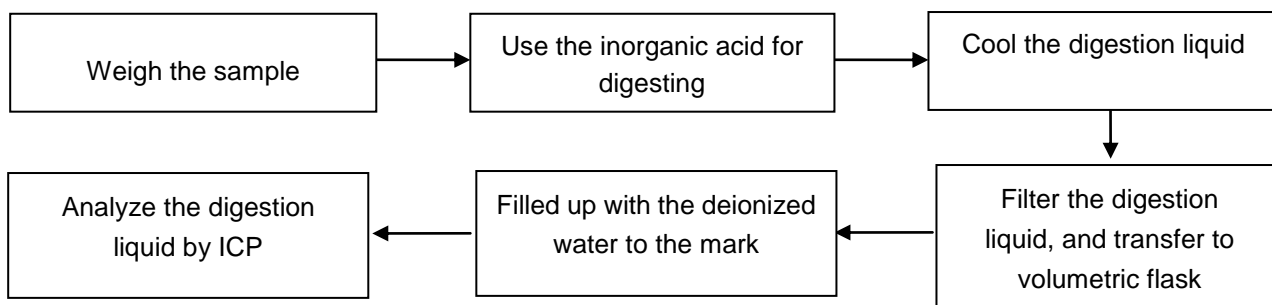 Weigh the sample
Use the inorganic acid for
digesting
Cool the digestion liquid
Filter the digestion
liquid, and transfer to
volumetric flask
Filled up with the deionized
water to the mark
Analyze the digestion
liquid by ICP